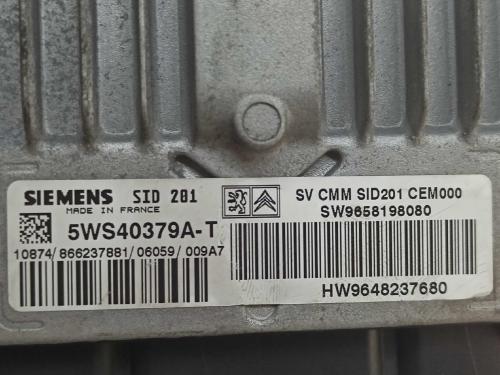 SIEMENS SID 201
MADE IN FRANCE
5WS40379A-T
10874/866237881/06059/009A7
SV CMM SID201 CEM000
SW9658198080
HW9648237680